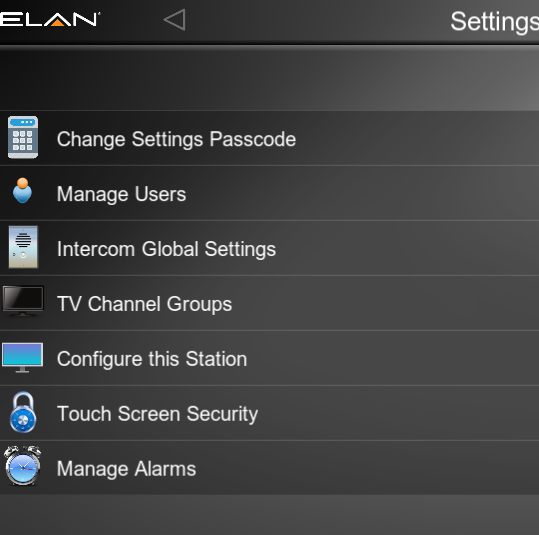 ELAN
Settings
Change Settings Passcode
Manage Users
Intercom Global Settings
TV Channel Groups
Configure this Station
Touch Screen Security
Manage Alarms